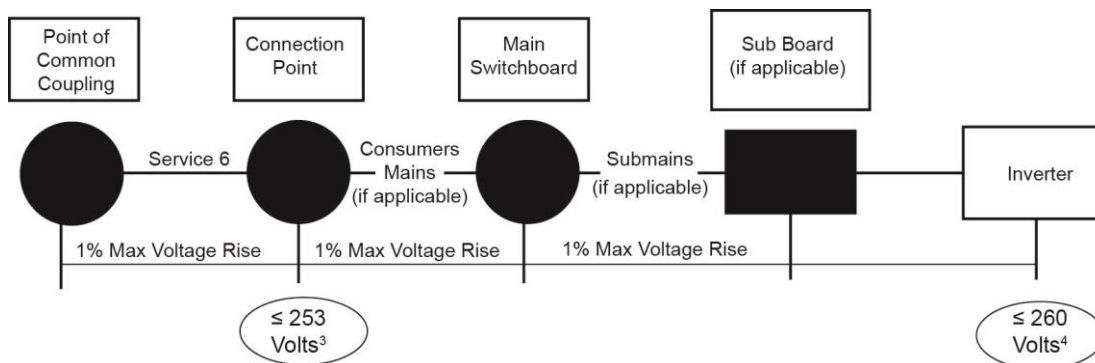 Point of
Common
Coupling
Connection
Point
Main
Switchboard
Sub Board
(if applicable)
Service 6
Consumers
Mains
(if applicable)
Submains
(if applicable)
Inverter
1% Max Voltage Rise
1% Max Voltage Rise
1% Max Voltage Rise
≤ 253
Volts³
≤ 260
Volts⁴